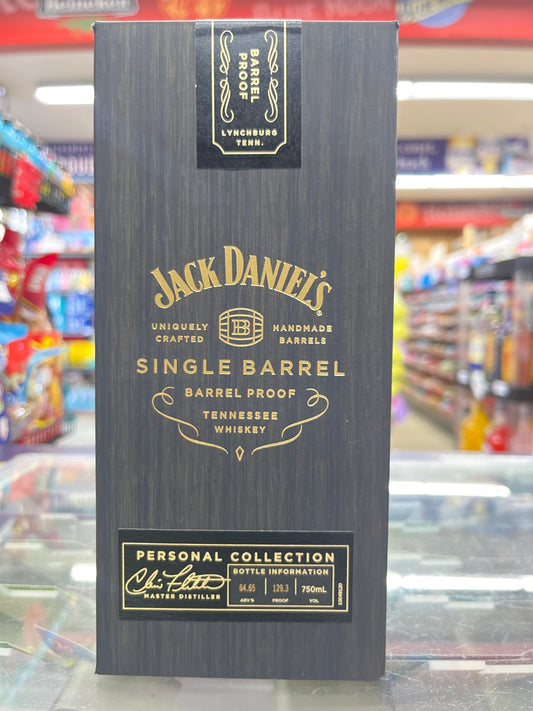 Heineken
BARREL
PROOF
LYNCHBURG
TENN.
JACK DANIEL'S
UNIQUELY
CRAFTED
B
HANDMADE
BARRELS
SINGLE BARREL
BARREL PROOF
TENNESSEE
WHISKEY
PERSONAL COLLECTION
BOTTLE INFORMATION
64.65
129.3
750mL
ABV%
PROOF
VOL
MASTER DISTILLER